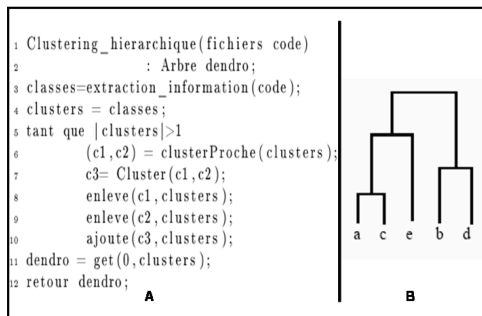 1 Clustering_hierarchique(fichiers code)
2 : Arbre dendro;
3 classes=extraction_information(code);
4 clusters = classes;
5 tant que |clusters|>1
6 (c1,c2) = clusterProche(clusters);
7 c3= Cluster(c1,c2);
8 enleve(c1,clusters);
9 enleve(c2,clusters);
10 ajoute(c3,clusters);
11 dendro = get(0,clusters);
12 retour dendro;
A
a c e b d
B